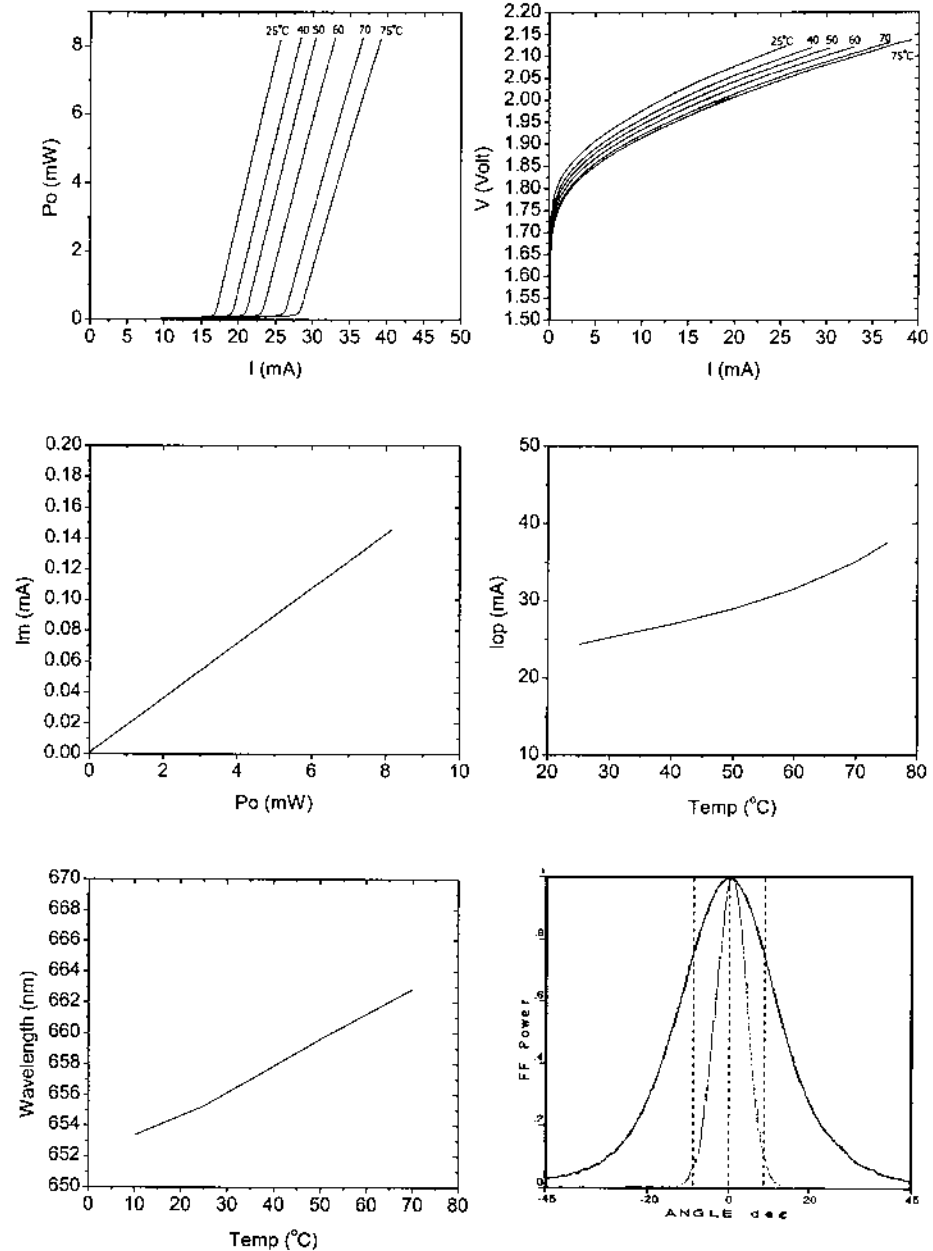 8
6
4
2
0
Po (mW)
25°C 40 50 60 70 75°C
0 5 10 15 20 25 30 35 40 45 50
I (mA)
2.20
2.15
2.10
2.05
2.00
1.95
1.90
1.85
1.80
1.75
1.70
1.65
1.60
1.55
1.50
V (Volt)
25°C 40 50 60 70
75°C
0 5 10 15 20 25 30 35 40
I (mA)
0.20
0.18
0.16
0.14
0.12
0.10
0.08
0.06
0.04
0.02
0.00
Im (mA)
0 2 4 6 8 10
Po (mW)
50
40
30
20
10
Iop (mA)
20 30 40 50 60 70 80
Temp (°C)
670
668
666
664
662
660
658
656
654
652
650
Wavelength (nm)
0 10 20 30 40 50 60 70 80
Temp (°C)
1
.8
.6
.4
.2
0
FF Power
-45 -20 0 20 45
ANGLE deg